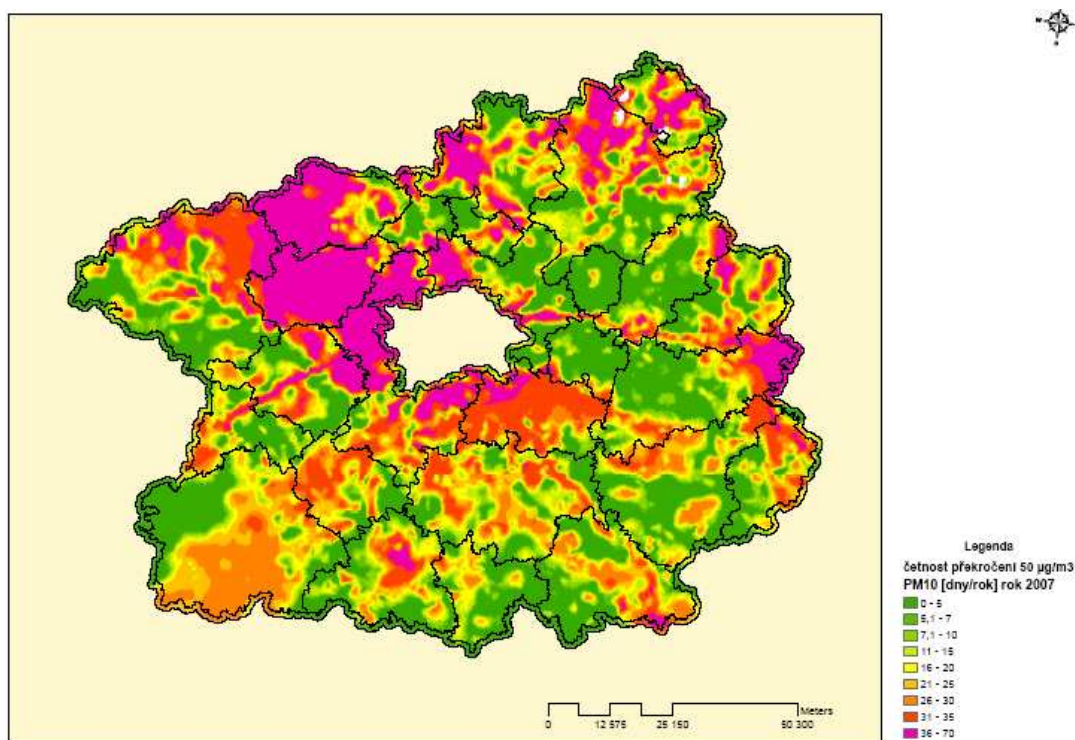 Legenda
četnost překročení 50 µg/m3
PM10 [dny/rok] rok 2007
0 - 5
5,1 - 7
7,1 - 10
11 - 15
16 - 20
21 - 25
26 - 30
31 - 35
36 - 70
Meters
0 12 575 25 150 50 300